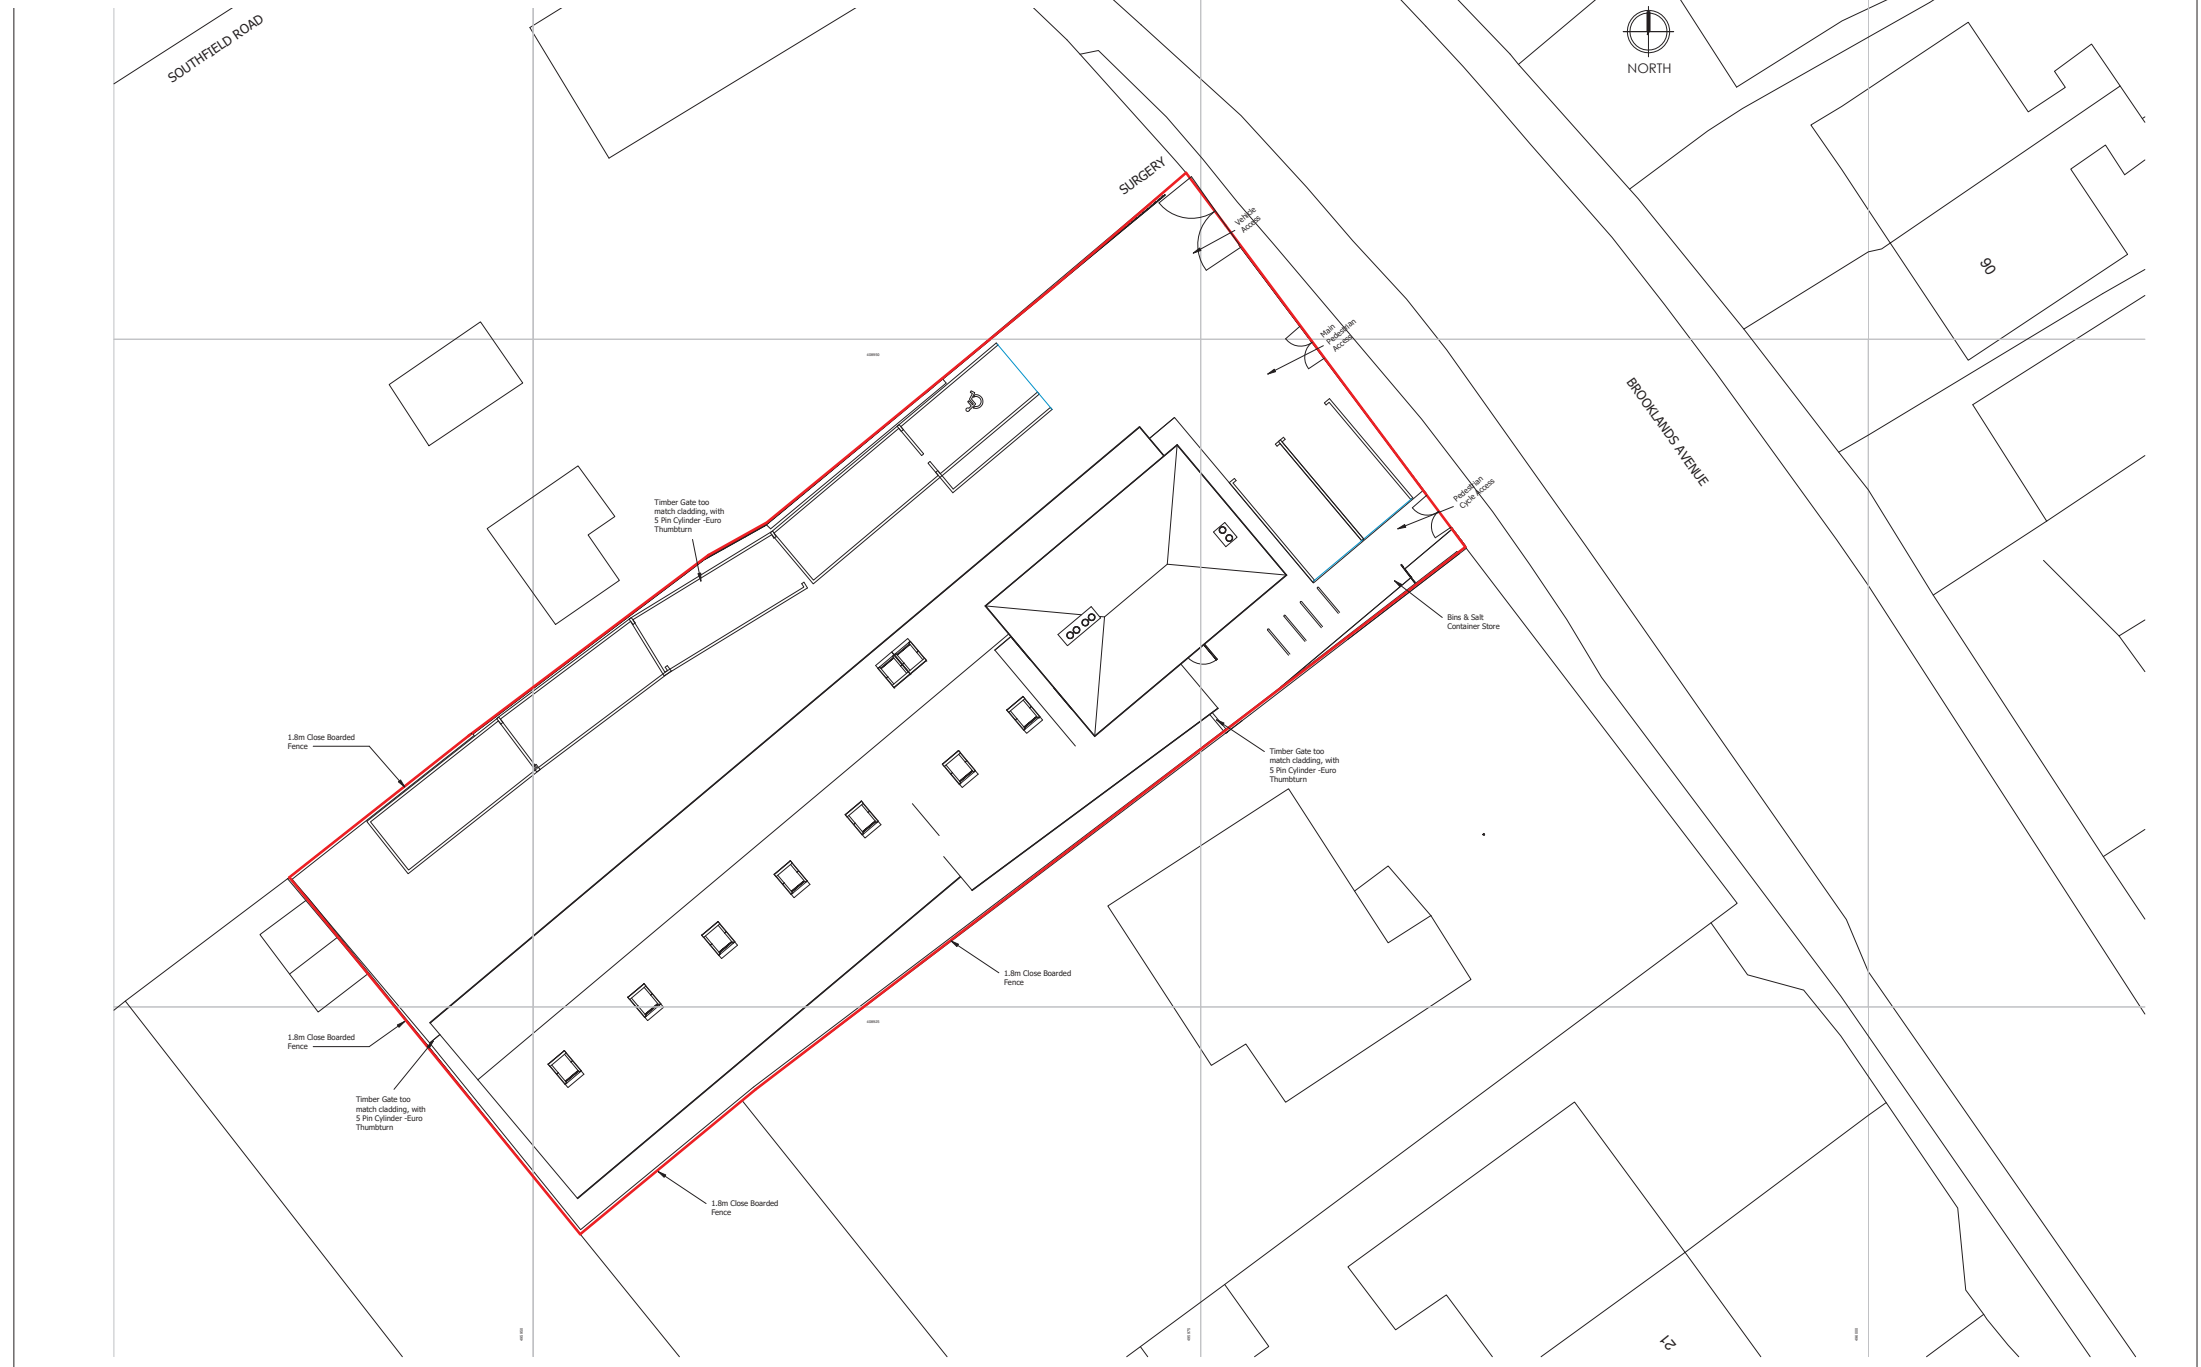 SOUTHFIELD ROAD
NORTH
SURGERY
Vehicle
Access
90
Main
Pedestrian
Access
BROOKLANDS AVENUE
Pedestrian
Cycle Access
Timber Gate too
match cladding, with
5 Pin Cylinder -Euro
Thumbturn
Bins & Salt
Container Store
1.8m Close Boarded
Fence
Timber Gate too
match cladding, with
5 Pin Cylinder -Euro
Thumbturn
1.8m Close Boarded
Fence
1.8m Close Boarded
Fence
Timber Gate too
match cladding, with
5 Pin Cylinder -Euro
Thumbturn
1.8m Close Boarded
Fence
21